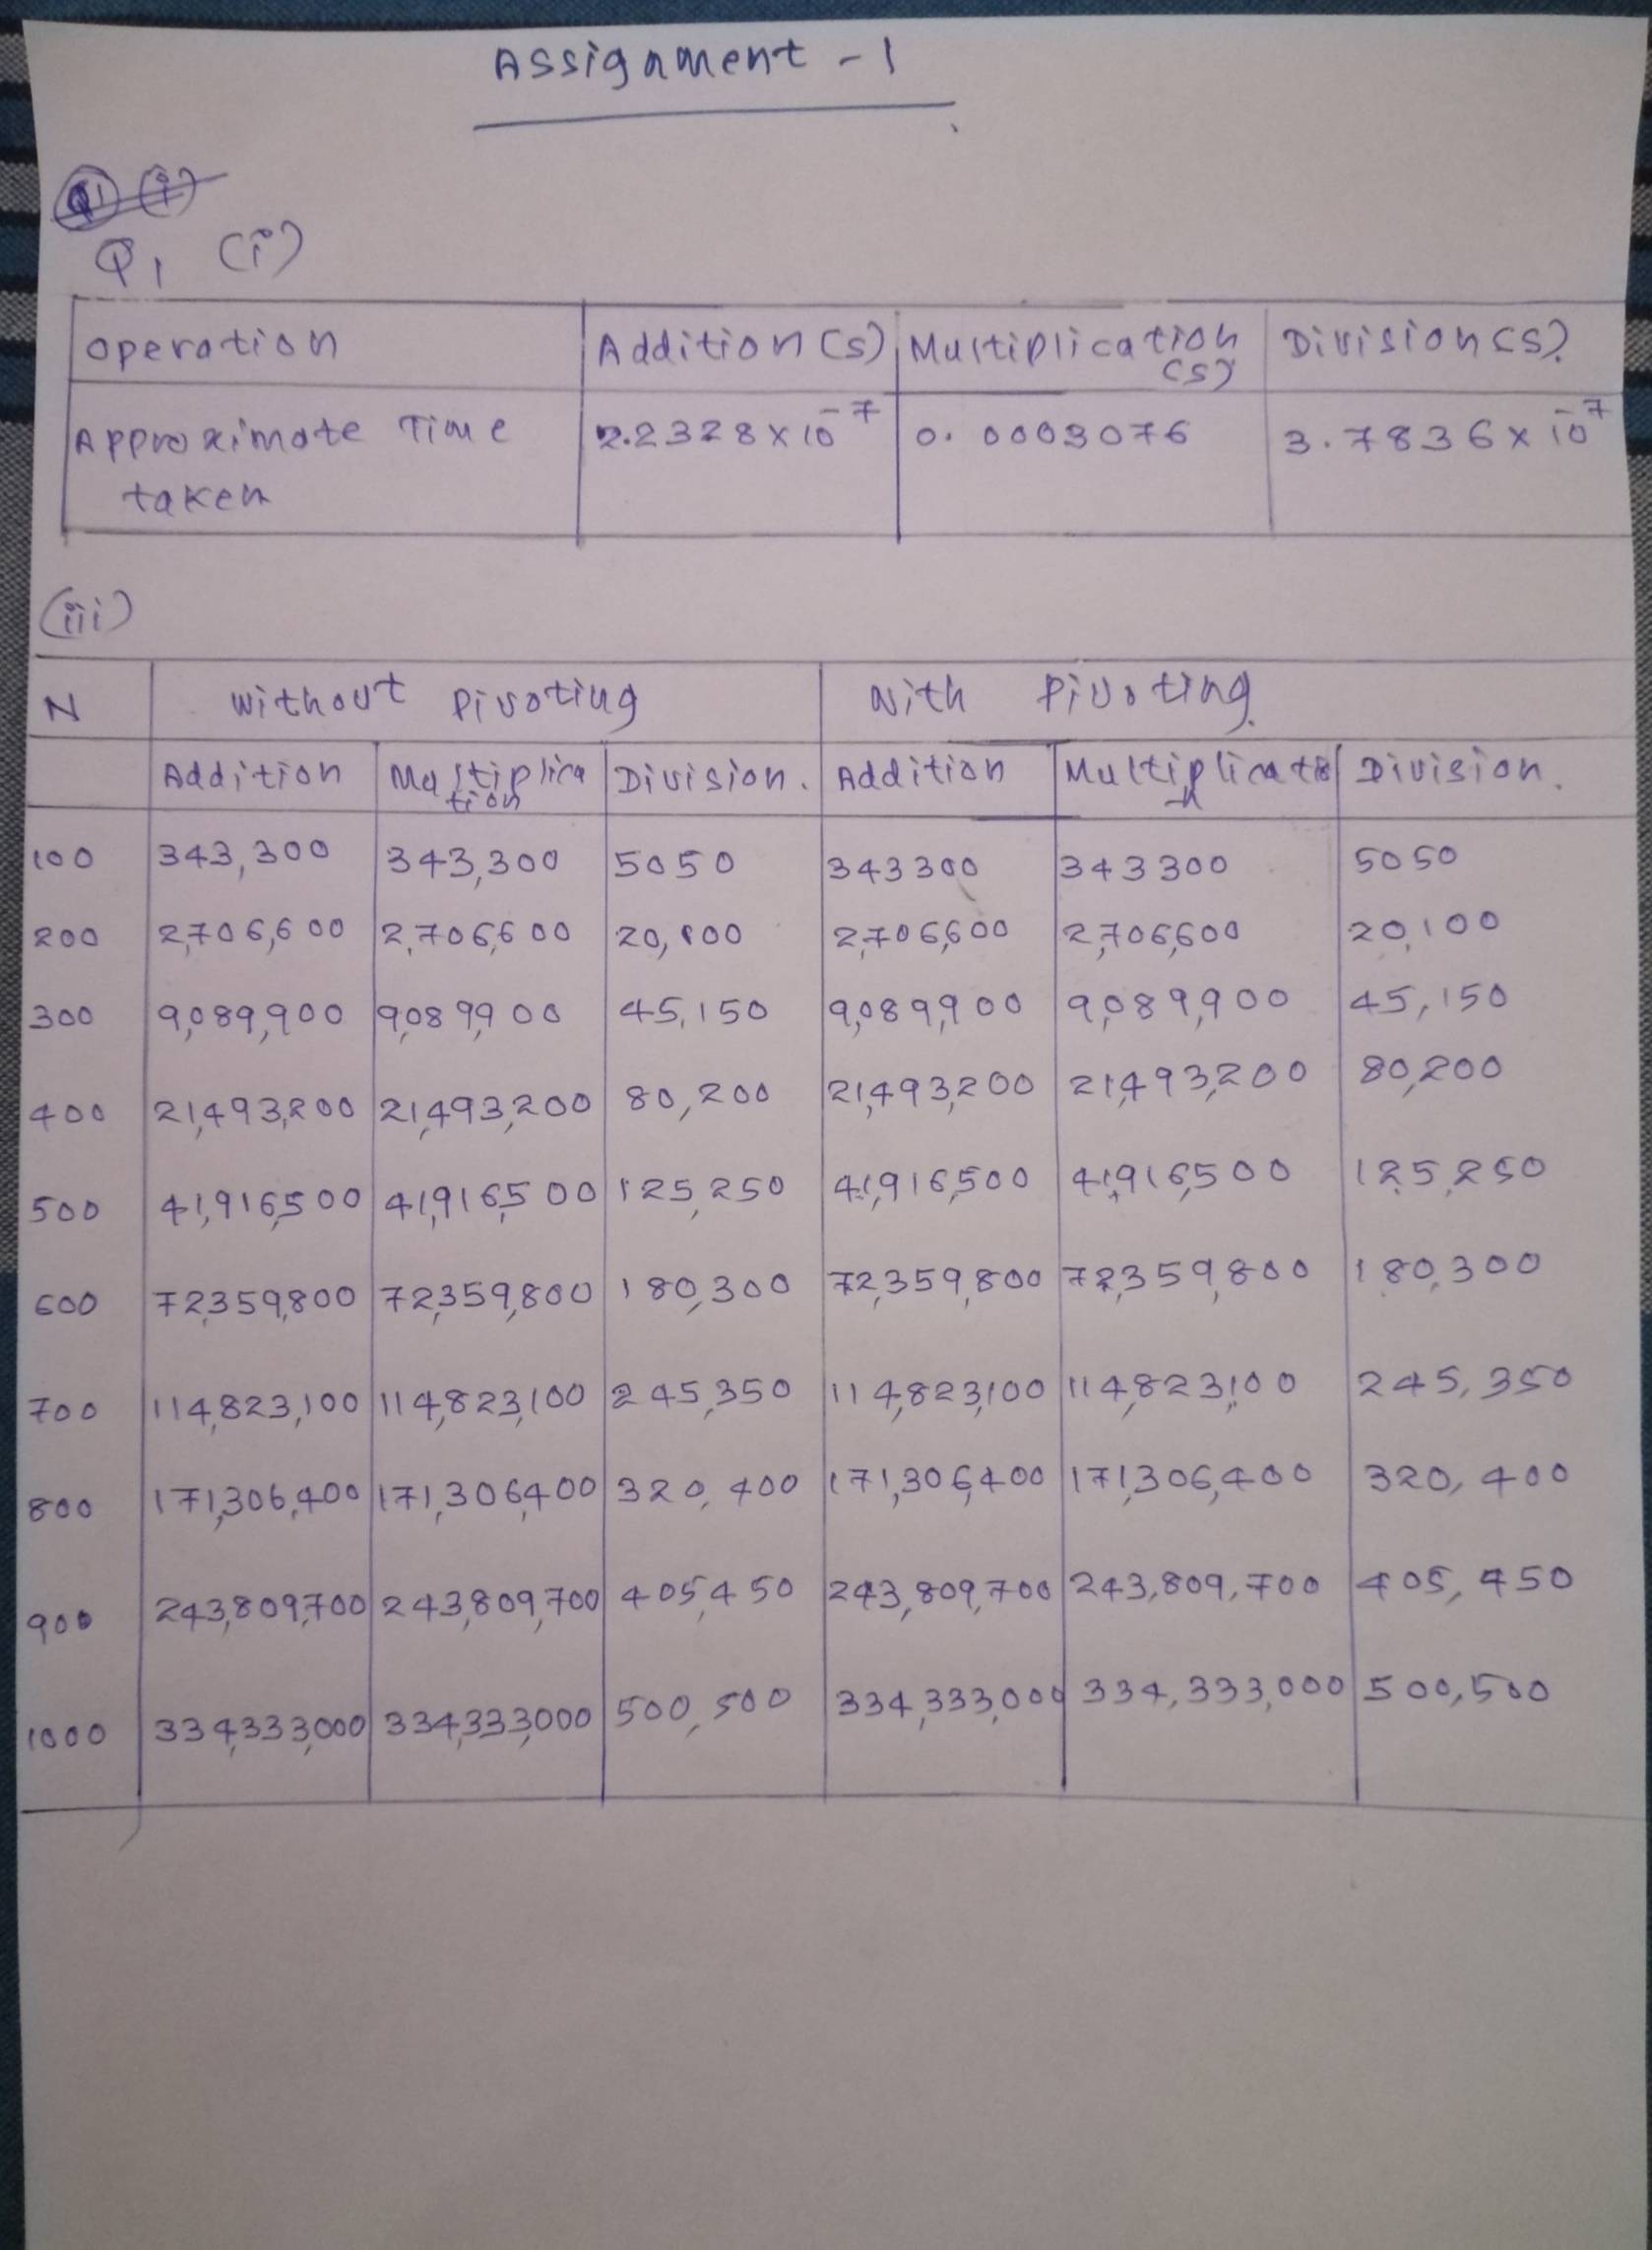 Assignment - 1
Q1 (i)
Operation Addition (s) Multiplication (s) Division (s)
Approximate Time taken 2.2328 x 10^-7 0.0003076 3.7836 x 10^-7
(iii)
N Without Pivoting With Pivoting
Addition Multiplication Division. Addition Multiplication Division.
100 343,300 343,300 5050 343300 343300 5050
200 2,706,600 2,706,600 2,706,600 2,706,600 20,100
300 9,089,900 9,089,900 45,150 9,089,900 9,089,900 45,150
400 21,493,200 21,493,200 80,200 21,493,200 21,493,200 80,200
500 41,916,500 41,916,500 125,250 41,916,500 41,916,500 125,250
600 72,359,800 72,359,800 180,300 72,359,800 72,359,800 180,300
700 114,823,100 114,823,100 245,350 114,823,100 114,823,100 245,350
800 171,306,400 171,306,400 320,400 171,306,400 171,306,400 320,400
900 243,809,700 243,809,700 405,450 243,809,700 243,809,700 405,450
1000 334,333,000 334,333,000 500,500 334,333,000 334,333,000 500,500